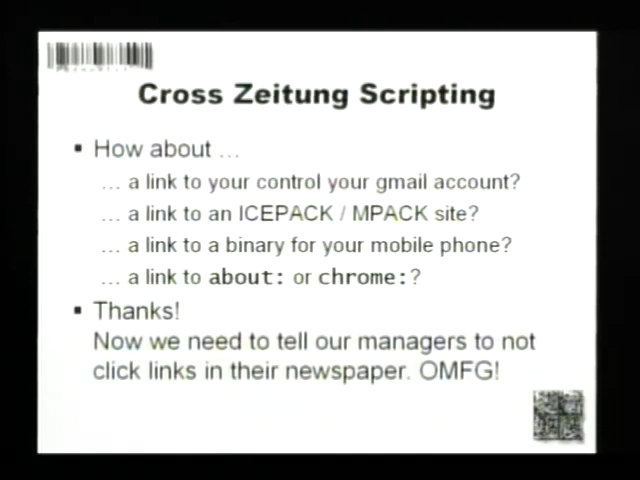 Cross Zeitung Scripting
▪ How about …
… a link to your control your gmail account?
… a link to an ICEPACK / MPACK site?
… a link to a binary for your mobile phone?
… a link to about: or chrome:?
▪ Thanks!
Now we need to tell our managers to not
click links in their newspaper. OMFG!